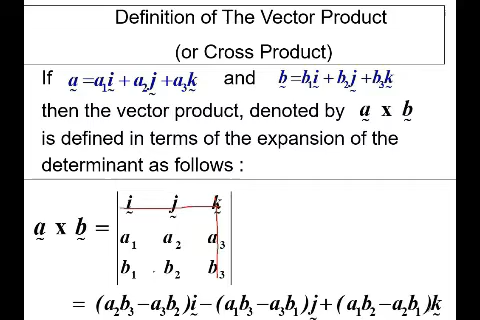 Definition of The Vector Product
(or Cross Product)
If a̰ = a₁ḭ + a₂j̰ + a₃k̰ and b̰ = b₁ḭ + b₂j̰ + b₃k̰
then the vector product, denoted by a̰ x b̰
is defined in terms of the expansion of the
determinant as follows :
ḭ j̰ k̰
a̰ x b̰ = a₁ a₂ a₃
b₁ b₂ b₃
= (a₂b₃ − a₃b₂)ḭ − (a₁b₃ − a₃b₁)j̰ + (a₁b₂ − a₂b₁)k̰